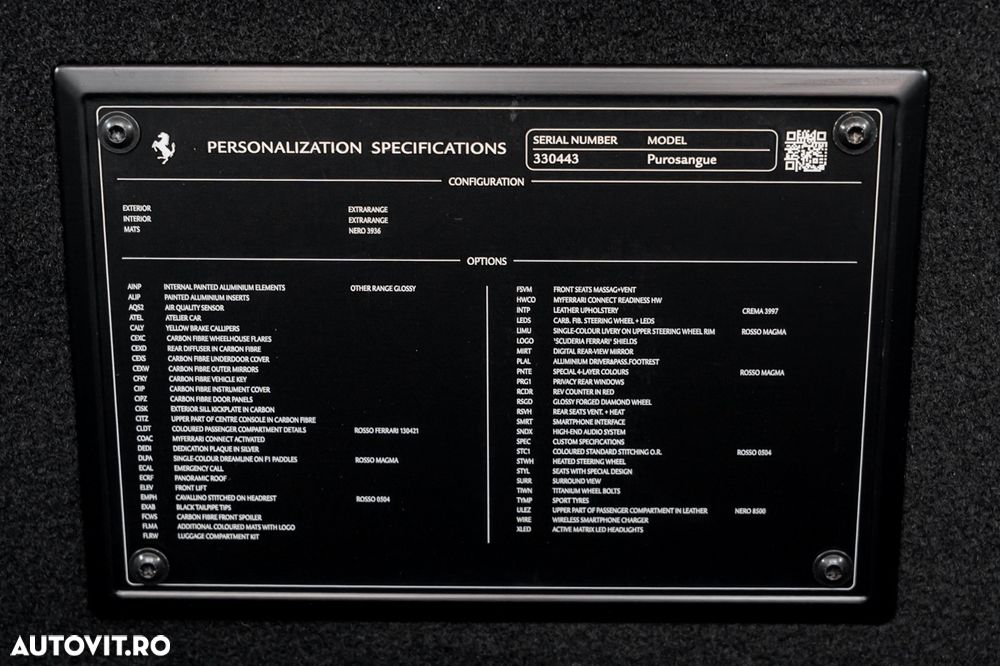 PERSONALIZATION SPECIFICATIONS
SERIAL NUMBER MODEL
330443 Purosangue
CONFIGURATION
EXTERIOR EXTRARANGE
INTERIOR EXTRARANGE
MATS NERO 3936
OPTIONS
AINP INTERNAL PAINTED ALUMINIUM ELEMENTS OTHER RANGE GLOSSY
ALIP PAINTED ALUMINIUM INSERTS
AQS2 AIR QUALITY SENSOR
ATEL ATELIER CAR
CALY YELLOW BRAKE CALLIPERS
CEXC CARBON FIBRE WHEELHOUSE FLARES
CEXD REAR DIFFUSER IN CARBON FIBRE
CEXS CARBON FIBRE UNDERDOOR COVER
CEXW CARBON FIBRE OUTER MIRRORS
CFKY CARBON FIBRE VEHICLE KEY
CIIP CARBON FIBRE INSTRUMENT COVER
CIPZ CARBON FIBRE DOOR PANELS
CISK EXTERIOR SILL KICKPLATE IN CARBON
CITZ UPPER PART OF CENTRE CONSOLE IN CARBON FIBRE
CLDT COLOURED PASSENGER COMPARTMENT DETAILS ROSSO FERRARI 130421
COAC MYFERRARI CONNECT ACTIVATED
DEDI DEDICATION PLAQUE IN SILVER
DLPA SINGLE-COLOUR DREAMLINE ON F1 PADDLES ROSSO MAGMA
ECAL EMERGENCY CALL
ECRF PANORAMIC ROOF
ELEV FRONT LIFT
EMPH CAVALLINO STITCHED ON HEADREST ROSSO 0504
EXAB BLACK TAILPIPE TIPS
FCWS CARBON FIBRE FRONT SPOILER
FLMA ADDITIONAL COLOURED MATS WITH LOGO
FLRW LUGGAGE COMPARTMENT KIT
FSVM FRONT SEATS MASSAG+VENT
HWCO MYFERRARI CONNECT READINESS HW
INTP LEATHER UPHOLSTERY CREMA 3997
LEDS CARB. FIB. STEERING WHEEL + LEDS
LIMU SINGLE-COLOUR LIVERY ON UPPER STEERING WHEEL RIM ROSSO MAGMA
LOGO "SCUDERIA FERRARI" SHIELDS
MIRT DIGITAL REAR-VIEW MIRROR
PLAL ALUMINIUM DRIVER&PASS.FOOTREST
PNTE SPECIAL 4-LAYER COLOURS ROSSO MAGMA
PRG1 PRIVACY REAR WINDOWS
RCDR REV COUNTER IN RED
RSGD GLOSSY FORGED DIAMOND WHEEL
RSVH REAR SEATS VENT. + HEAT
SMRT SMARTPHONE INTERFACE
SNDX HIGH-END AUDIO SYSTEM
SPEC CUSTOM SPECIFICATIONS
STC1 COLOURED STANDARD STITCHING O.R. ROSSO 0504
STWH HEATED STEERING WHEEL
STYL SEATS WITH SPECIAL DESIGN
SURR SURROUND VIEW
TIWN TITANIUM WHEEL BOLTS
TYMP SPORT TYRES
ULEZ UPPER PART OF PASSENGER COMPARTMENT IN LEATHER NERO 8500
WIRE WIRELESS SMARTPHONE CHARGER
XLED ACTIVE MATRIX LED HEADLIGHTS
AUTOVIT.RO